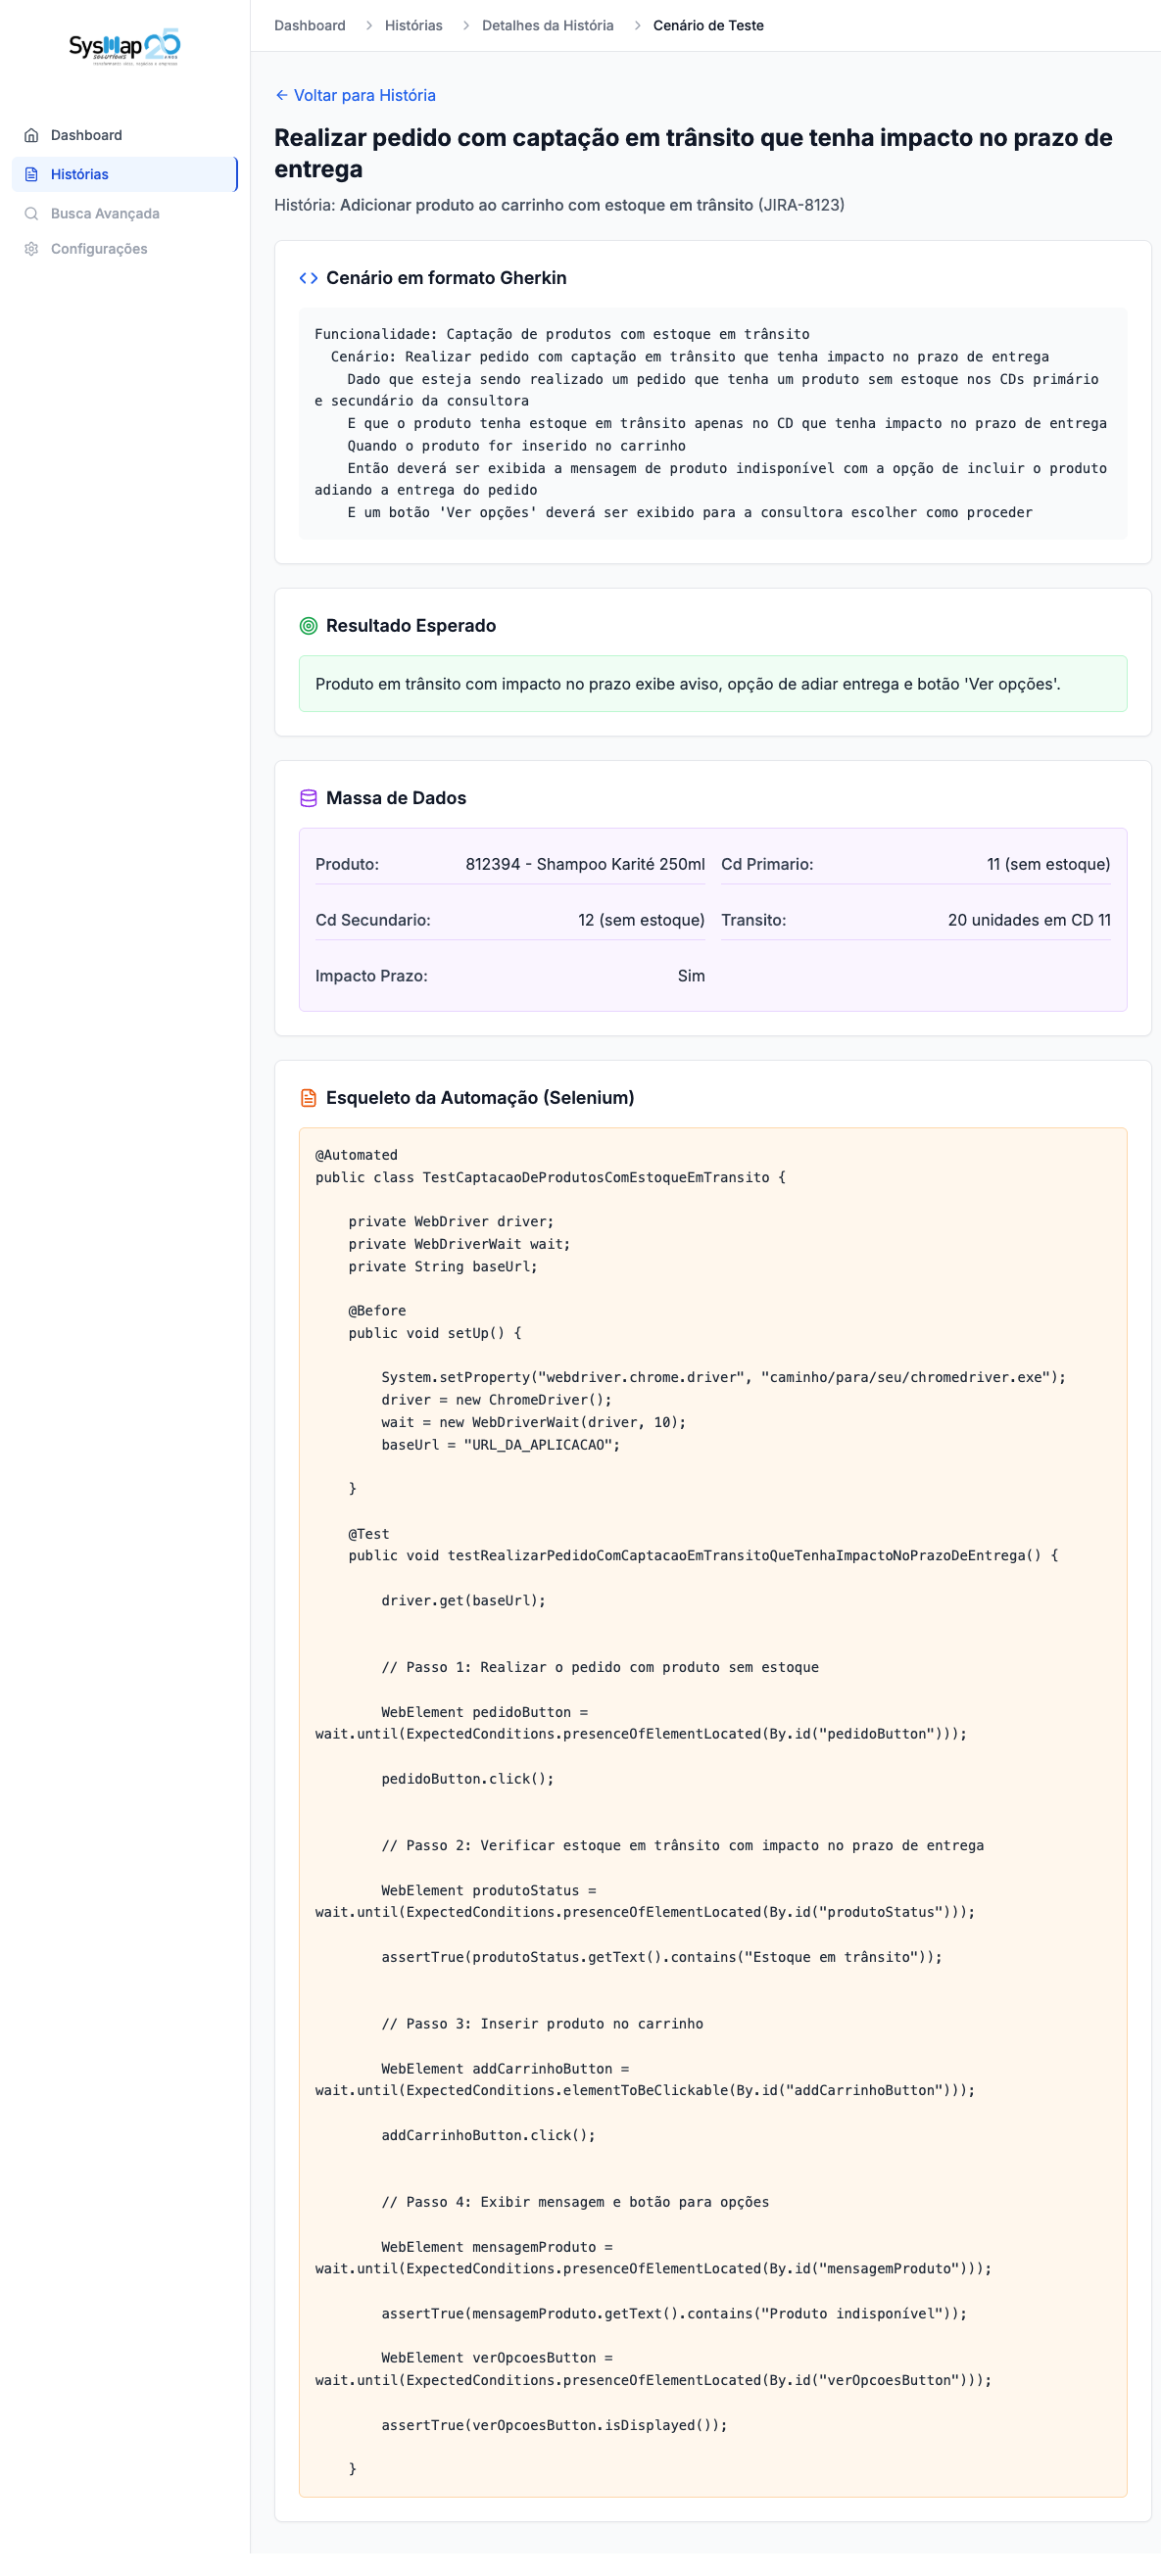 SysMap 25
SOLUTIONS ANOS
Dashboard
Histórias
Busca Avançada
Configurações
Dashboard > Histórias > Detalhes da História > Cenário de Teste
← Voltar para História
Realizar pedido com captação em trânsito que tenha impacto no prazo de
entrega
História: Adicionar produto ao carrinho com estoque em trânsito (JIRA-8123)
Cenário em formato Gherkin
Funcionalidade: Captação de produtos com estoque em trânsito
Cenário: Realizar pedido com captação em trânsito que tenha impacto no prazo de entrega
Dado que esteja sendo realizado um pedido que tenha um produto sem estoque nos CDs primário
e secundário da consultora
E que o produto tenha estoque em trânsito apenas no CD que tenha impacto no prazo de entrega
Quando o produto for inserido no carrinho
Então deverá ser exibida a mensagem de produto indisponível com a opção de incluir o produto
adiando a entrega do pedido
E um botão 'Ver opções' deverá ser exibido para a consultora escolher como proceder
Resultado Esperado
Produto em trânsito com impacto no prazo exibe aviso, opção de adiar entrega e botão 'Ver opções'.
Massa de Dados
Produto: 812394 - Shampoo Karité 250ml
Cd Primario: 11 (sem estoque)
Cd Secundario: 12 (sem estoque)
Transito: 20 unidades em CD 11
Impacto Prazo: Sim
Esqueleto da Automação (Selenium)
@Automated
public class TestCaptacaoDeProdutosComEstoqueEmTransito {
private WebDriver driver;
private WebDriverWait wait;
private String baseUrl;
@Before
public void setUp() {
System.setProperty("webdriver.chrome.driver", "caminho/para/seu/chromedriver.exe");
driver = new ChromeDriver();
wait = new WebDriverWait(driver, 10);
baseUrl = "URL_DA_APLICACAO";
}
@Test
public void testRealizarPedidoComCaptacaoEmTransitoQueTenhaImpactoNoPrazoDeEntrega() {
driver.get(baseUrl);
// Passo 1: Realizar o pedido com produto sem estoque
WebElement pedidoButton =
wait.until(ExpectedConditions.presenceOfElementLocated(By.id("pedidoButton")));
pedidoButton.click();
// Passo 2: Verificar estoque em trânsito com impacto no prazo de entrega
WebElement produtoStatus =
wait.until(ExpectedConditions.presenceOfElementLocated(By.id("produtoStatus")));
assertTrue(produtoStatus.getText().contains("Estoque em trânsito"));
// Passo 3: Inserir produto no carrinho
WebElement addCarrinhoButton =
wait.until(ExpectedConditions.elementToBeClickable(By.id("addCarrinhoButton")));
addCarrinhoButton.click();
// Passo 4: Exibir mensagem e botão para opções
WebElement mensagemProduto =
wait.until(ExpectedConditions.presenceOfElementLocated(By.id("mensagemProduto")));
assertTrue(mensagemProduto.getText().contains("Produto indisponível"));
WebElement verOpcoesButton =
wait.until(ExpectedConditions.presenceOfElementLocated(By.id("verOpcoesButton")));
assertTrue(verOpcoesButton.isDisplayed());
}